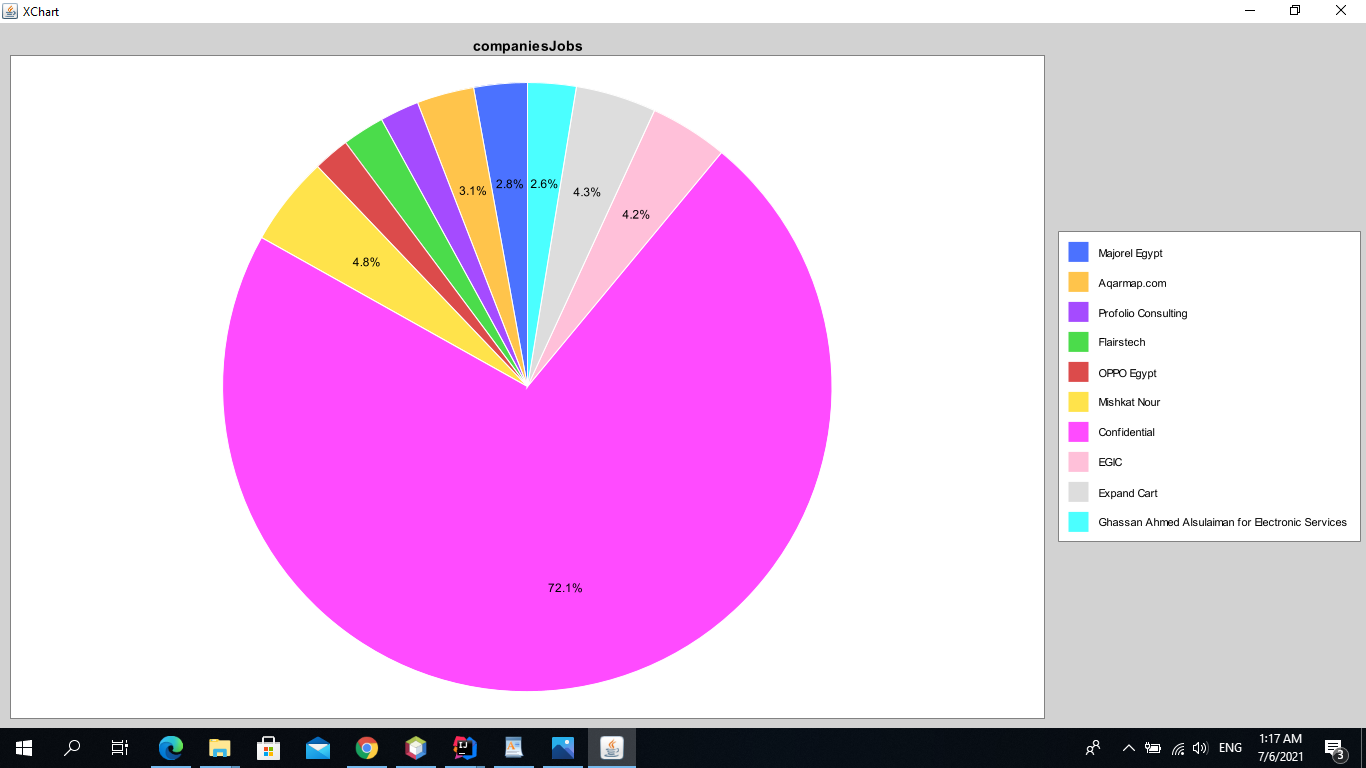 XChart
companiesJobs
3.1%
2.8%
2.6%
4.3%
4.2%
4.8%
72.1%
Majorel Egypt
Aqarmap.com
Profolio Consulting
Flairstech
OPPO Egypt
Mishkat Nour
Confidential
EGIC
Expand Cart
Ghassan Ahmed Alsulaiman for Electronic Services
ENG
1:17 AM
7/6/2021
3